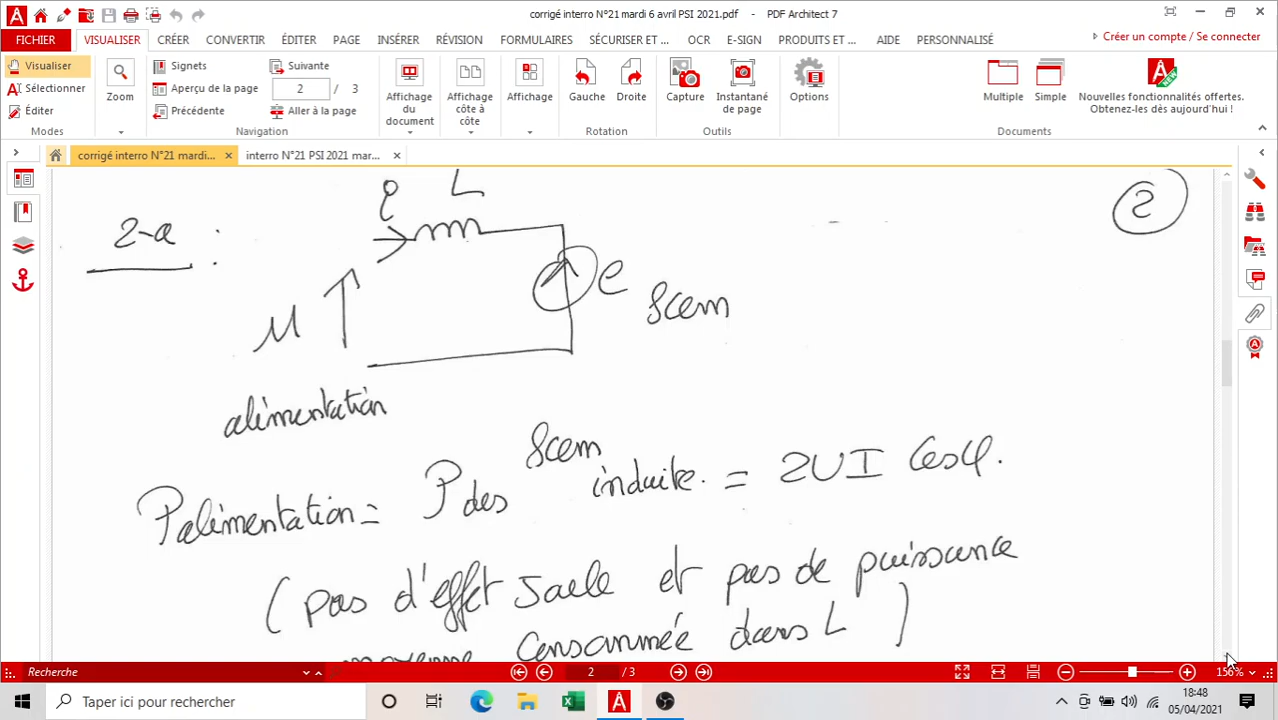 corrigé interro N°21 mardi 6 avril PSI 2021.pdf - PDF Architect 7
FICHIER VISUALISER CRÉER CONVERTIR ÉDITER PAGE INSÉRER RÉVISION FORMULAIRES SÉCURISER ET ... OCR E-SIGN PRODUITS ET ... AIDE PERSONNALISÉ Créer un compte / Se connecter
Visualiser
Sélectionner
Éditer
Modes
Zoom
Signets
Aperçu de la page
Précédente
Suivante
2 / 3
Aller à la page
Navigation
Affichage du document
Affichage côte à côte
Affichage
Gauche Droite
Rotation
Capture
Instantané de page
Outils
Options
Multiple Simple
Nouvelles fonctionnalités offertes.
Obtenez-les dès aujourd'hui !
Documents
corrigé interro N°21 mardi... × interro N°21 PSI 2021 mar... ×
i L
2-a :
2
u
e fcem
alimentation
Palimentation = P des fcem induite. = 2UI Cosφ.
(pas d'effet Joule et pas de puissance
moyenne consommée dans L)
Recherche 2 / 3 156%
Taper ici pour rechercher
18:48
05/04/2021